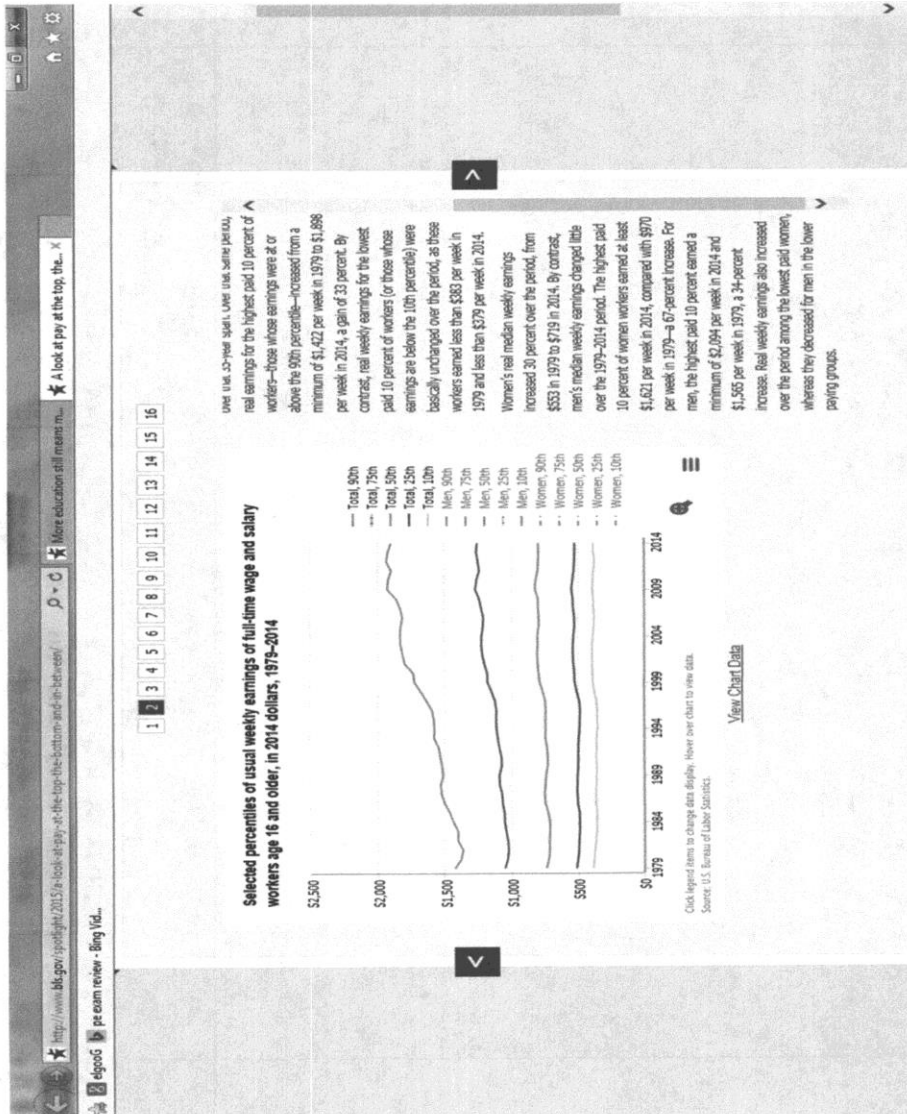 http://www.bls.gov/spotlight/2015/a-look-at-pay-at-the-top-the-bottom-and-in-between/
More education still means m...
A look at pay at the top, the... X
elgooG
pe exam review - Bing Vid...
1 2 3 4 5 6 7 8 9 10 11 12 13 14 15 16
Selected percentiles of usual weekly earnings of full-time wage and salary
workers age 16 and older, in 2014 dollars, 1979–2014
$2,500
$2,000
$1,500
$1,000
$500
$0
1979 1984 1989 1994 1999 2004 2009 2014
Total, 90th
Total, 75th
Total, 50th
Total, 25th
Total, 10th
Men, 90th
Men, 75th
Men, 50th
Men, 25th
Men, 10th
Women, 90th
Women, 75th
Women, 50th
Women, 25th
Women, 10th
Click legend items to change data display. Hover over chart to view data.
Source: U.S. Bureau of Labor Statistics.
View Chart Data
over that 35-year span. Over that same period,
real earnings for the highest paid 10 percent of
workers—those whose earnings were at or
above the 90th percentile—increased from a
minimum of $1,422 per week in 1979 to $1,898
per week in 2014, a gain of 33 percent. By
contrast, real weekly earnings for the lowest
paid 10 percent of workers (or those whose
earnings are below the 10th percentile) were
basically unchanged over the period, as these
workers earned less than $383 per week in
1979 and less than $379 per week in 2014.
Women's real median weekly earnings
increased 30 percent over the period, from
$553 in 1979 to $719 in 2014. By contrast,
men's median weekly earnings changed little
over the 1979–2014 period. The highest paid
10 percent of women workers earned at least
$1,621 per week in 2014, compared with $970
per week in 1979—a 67-percent increase. For
men, the highest paid 10 percent earned a
minimum of $2,094 per week in 2014 and
$1,565 per week in 1979, a 34-percent
increase. Real weekly earnings also increased
over the period among the lowest paid women,
whereas they decreased for men in the lower
paying groups.